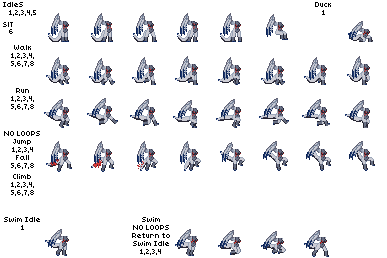 IdleS
1,2,3,4,5
Duck
1
SIT
6
Walk
1,2,3,4,
5,6,7,8
Run
1,2,3,4,
5,6,7,8
NO LOOPS
Jump
1,2,3,4
Fall
5,6,7,8
Climb
1,2,3,4,
5,6,7,8
Swim Idle
1
Swim
NO LOOPS
Return to
Swim Idle
1,2,3,4